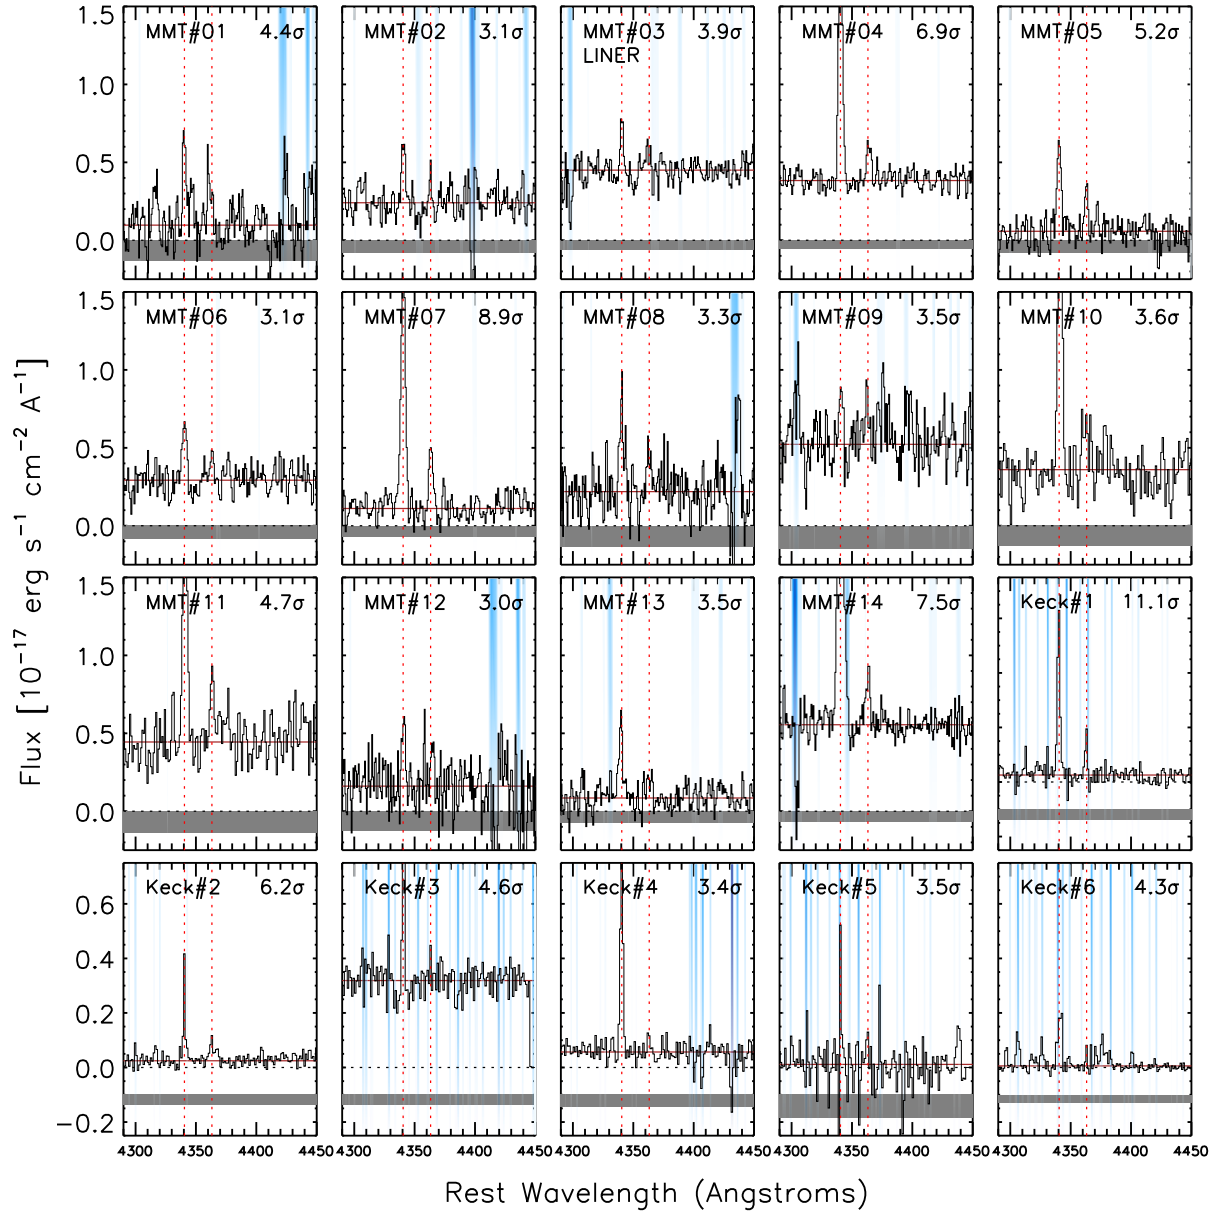 MMT#01 4.4σ
MMT#02 3.1σ
MMT#03 3.9σ
LINER
MMT#04 6.9σ
MMT#05 5.2σ
1.5
1.0
0.5
0.0
MMT#06 3.1σ
MMT#07 8.9σ
MMT#08 3.3σ
MMT#09 3.5σ
MMT#10 3.6σ
1.5
1.0
0.5
0.0
MMT#11 4.7σ
MMT#12 3.0σ
MMT#13 3.5σ
MMT#14 7.5σ
Keck#1 11.1σ
1.5
1.0
0.5
0.0
Keck#2 6.2σ
Keck#3 4.6σ
Keck#4 3.4σ
Keck#5 3.5σ
Keck#6 4.3σ
0.6
0.4
0.2
0.0
−0.2
4300 4350 4400 4450
4300 4350 4400 4450
4300 4350 4400 4450
4300 4350 4400 4450
4300 4350 4400 4450
Flux [10⁻¹⁷ erg s⁻¹ cm⁻² A⁻¹]
Rest Wavelength (Angstroms)